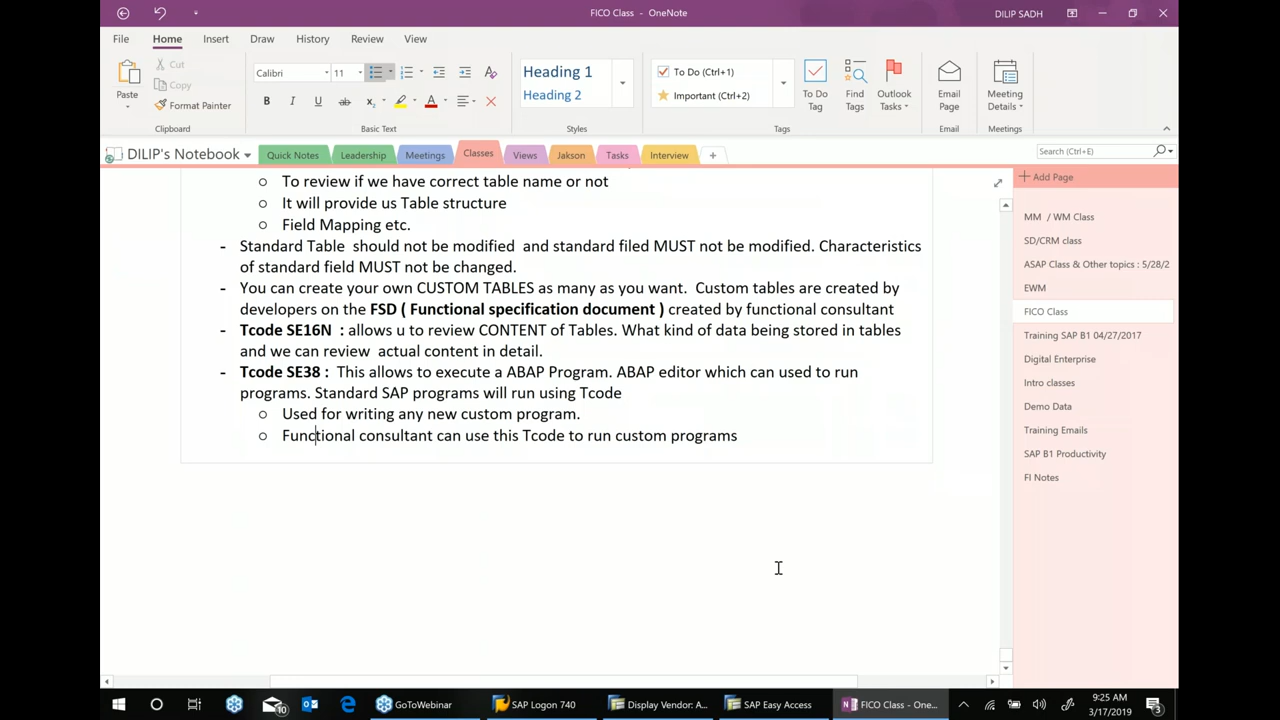 FICO Class - OneNote
DILIP SADH
File Home Insert Draw History Review View
Paste
Cut
Copy
Format Painter
Clipboard
Calibri 11
B I U ab x₂ A
Basic Text
Heading 1
Heading 2
Styles
To Do (Ctrl+1)
Important (Ctrl+2)
To Do Tag
Find Tags
Outlook Tasks
Tags
Email Page
Email
Meeting Details
Meetings
DILIP's Notebook Quick Notes Leadership Meetings Classes Views Jakson Tasks Interview +
Search (Ctrl+E)
o To review if we have correct table name or not
o It will provide us Table structure
o Field Mapping etc.
- Standard Table should not be modified and standard filed MUST not be modified. Characteristics
of standard field MUST not be changed.
- You can create your own CUSTOM TABLES as many as you want. Custom tables are created by
developers on the FSD ( Functional specification document ) created by functional consultant
- Tcode SE16N : allows u to review CONTENT of Tables. What kind of data being stored in tables
and we can review actual content in detail.
- Tcode SE38 : This allows to execute a ABAP Program. ABAP editor which can used to run
programs. Standard SAP programs will run using Tcode
o Used for writing any new custom program.
o Functional consultant can use this Tcode to run custom programs
Add Page
MM / WM Class
SD/CRM class
ASAP Class & Other topics : 5/28/2
EWM
FICO Class
Training SAP B1 04/27/2017
Digital Enterprise
Intro classes
Demo Data
Training Emails
SAP B1 Productivity
FI Notes
10
GoToWebinar
SAP Logon 740
Display Vendor: A...
SAP Easy Access
FICO Class - One...
9:25 AM
3/17/2019
3